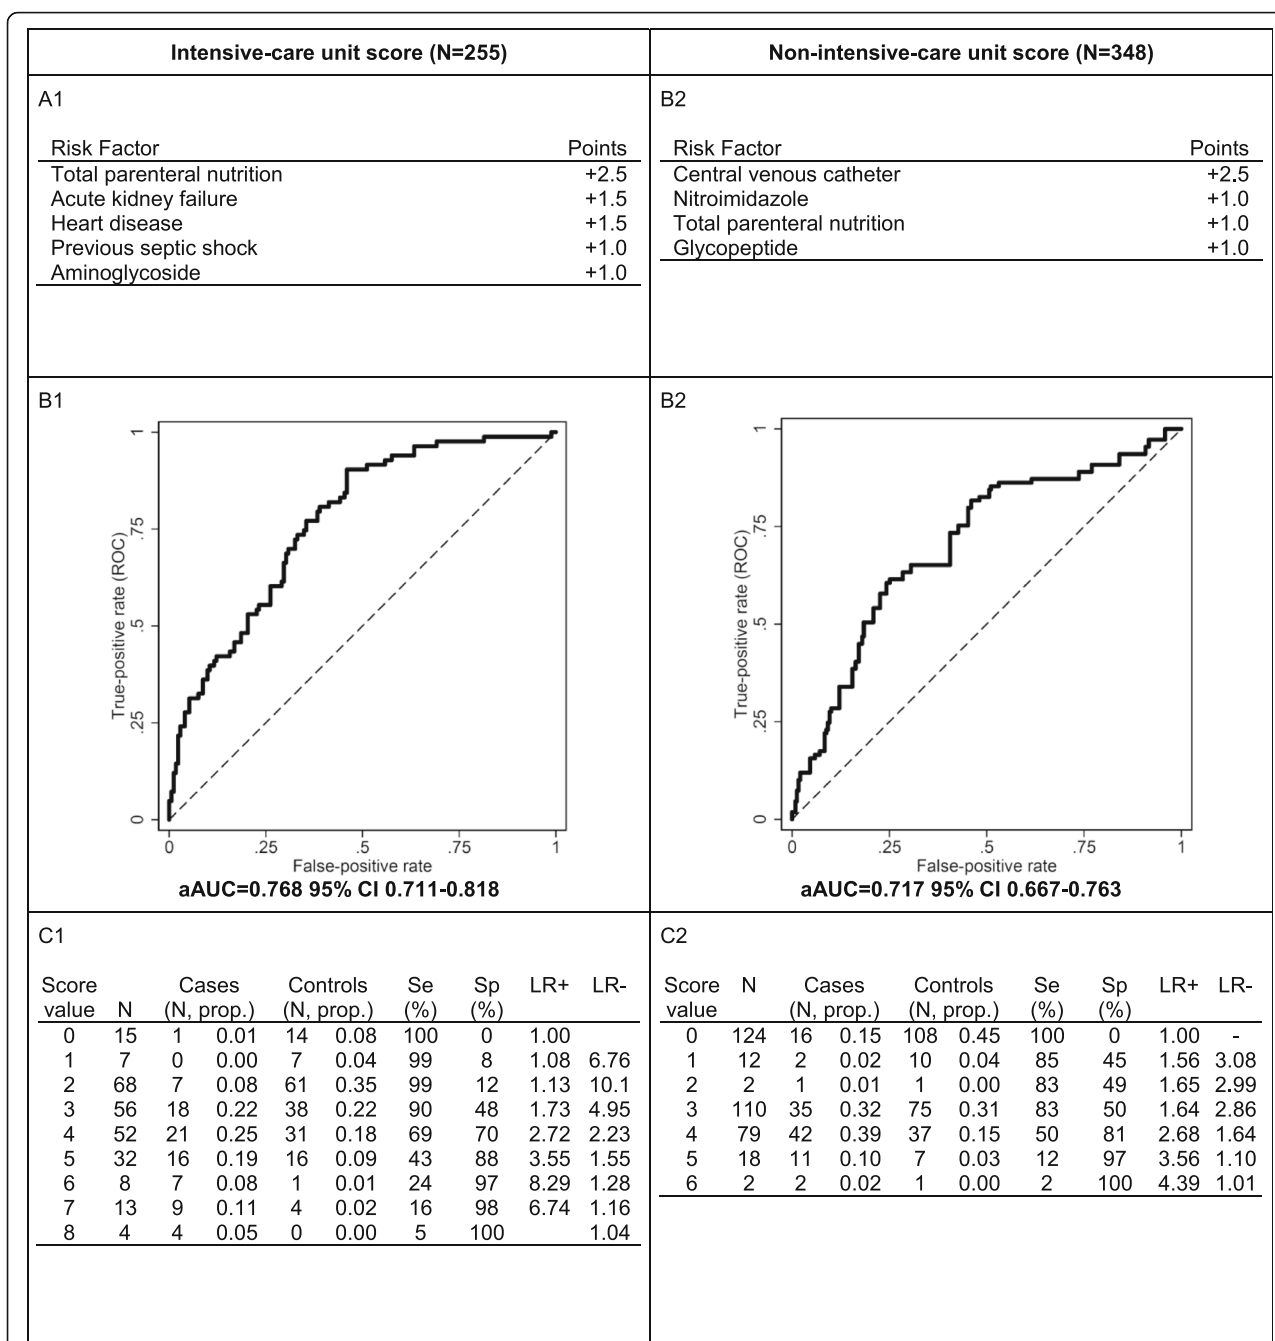 Intensive-care unit score (N=255)
A1
Risk Factor Points
Total parenteral nutrition +2.5
Acute kidney failure +1.5
Heart disease +1.5
Previous septic shock +1.0
Aminoglycoside +1.0
Non-intensive-care unit score (N=348)
B2
Risk Factor Points
Central venous catheter +2.5
Nitroimidazole +1.0
Total parenteral nutrition +1.0
Glycopeptide +1.0
B1
True-positive rate (ROC)
0 .25 .5 .75 1
0 .25 .5 .75 1
False-positive rate
aAUC=0.768 95% CI 0.711-0.818
B2
True-positive rate (ROC)
0 .25 .5 .75 1
0 .25 .5 .75 1
False-positive rate
aAUC=0.717 95% CI 0.667-0.763
C1
Score Cases Controls Se Sp LR+ LR-
value N (N, prop.) (N, prop.) (%) (%)
0 15 1 0.01 14 0.08 100 0 1.00
1 7 0 0.00 7 0.04 99 8 1.08 6.76
2 68 7 0.08 61 0.35 99 12 1.13 10.1
3 56 18 0.22 38 0.22 90 48 1.73 4.95
4 52 21 0.25 31 0.18 69 70 2.72 2.23
5 32 16 0.19 16 0.09 43 88 3.55 1.55
6 8 7 0.08 1 0.01 24 97 8.29 1.28
7 13 9 0.11 4 0.02 16 98 6.74 1.16
8 4 4 0.05 0 0.00 5 100 1.04
C2
Score N Cases Controls Se Sp LR+ LR-
value (N, prop.) (N, prop.) (%) (%)
0 124 16 0.15 108 0.45 100 0 1.00 -
1 12 2 0.02 10 0.04 85 45 1.56 3.08
2 2 1 0.01 1 0.00 83 49 1.65 2.99
3 110 35 0.32 75 0.31 83 50 1.64 2.86
4 79 42 0.39 37 0.15 50 81 2.68 1.64
5 18 11 0.10 7 0.03 12 97 3.56 1.10
6 2 2 0.02 1 0.00 2 100 4.39 1.01